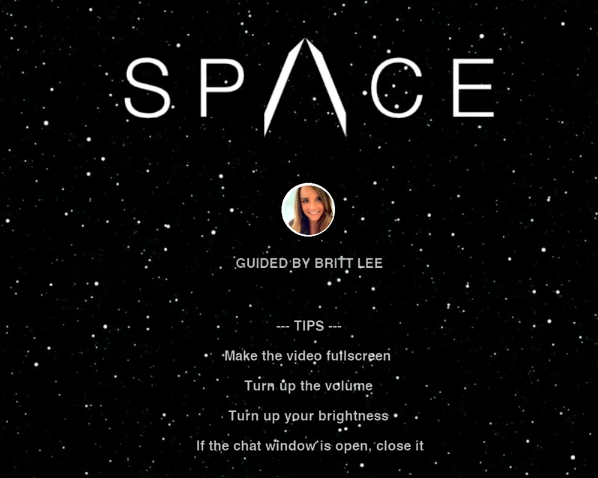 SPACE
GUIDED BY BRITT LEE
--- TIPS ---
Make the video fullscreen
Turn up the volume
Turn up your brightness
If the chat window is open, close it